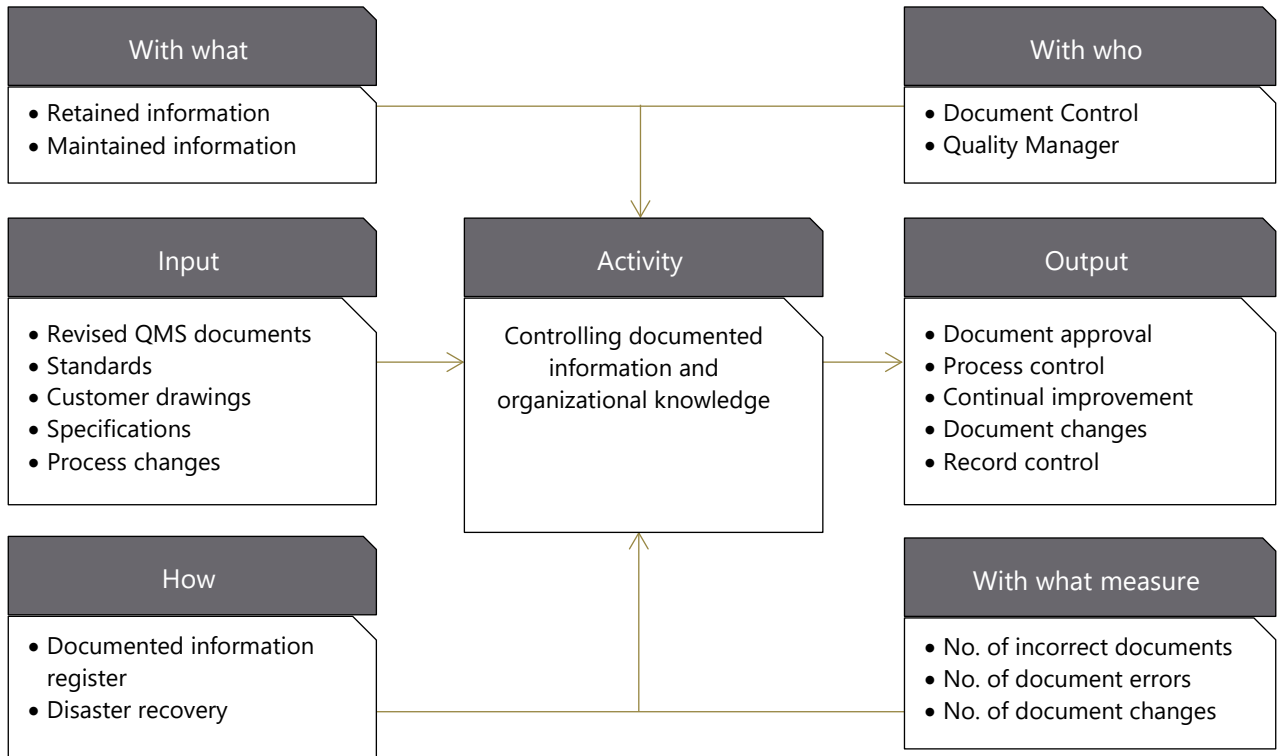 With what
• Retained information
• Maintained information
With who
• Document Control
• Quality Manager
Input
• Revised QMS documents
• Standards
• Customer drawings
• Specifications
• Process changes
Activity
Controlling documented
information and
organizational knowledge
Output
• Document approval
• Process control
• Continual improvement
• Document changes
• Record control
How
• Documented information
register
• Disaster recovery
With what measure
• No. of incorrect documents
• No. of document errors
• No. of document changes